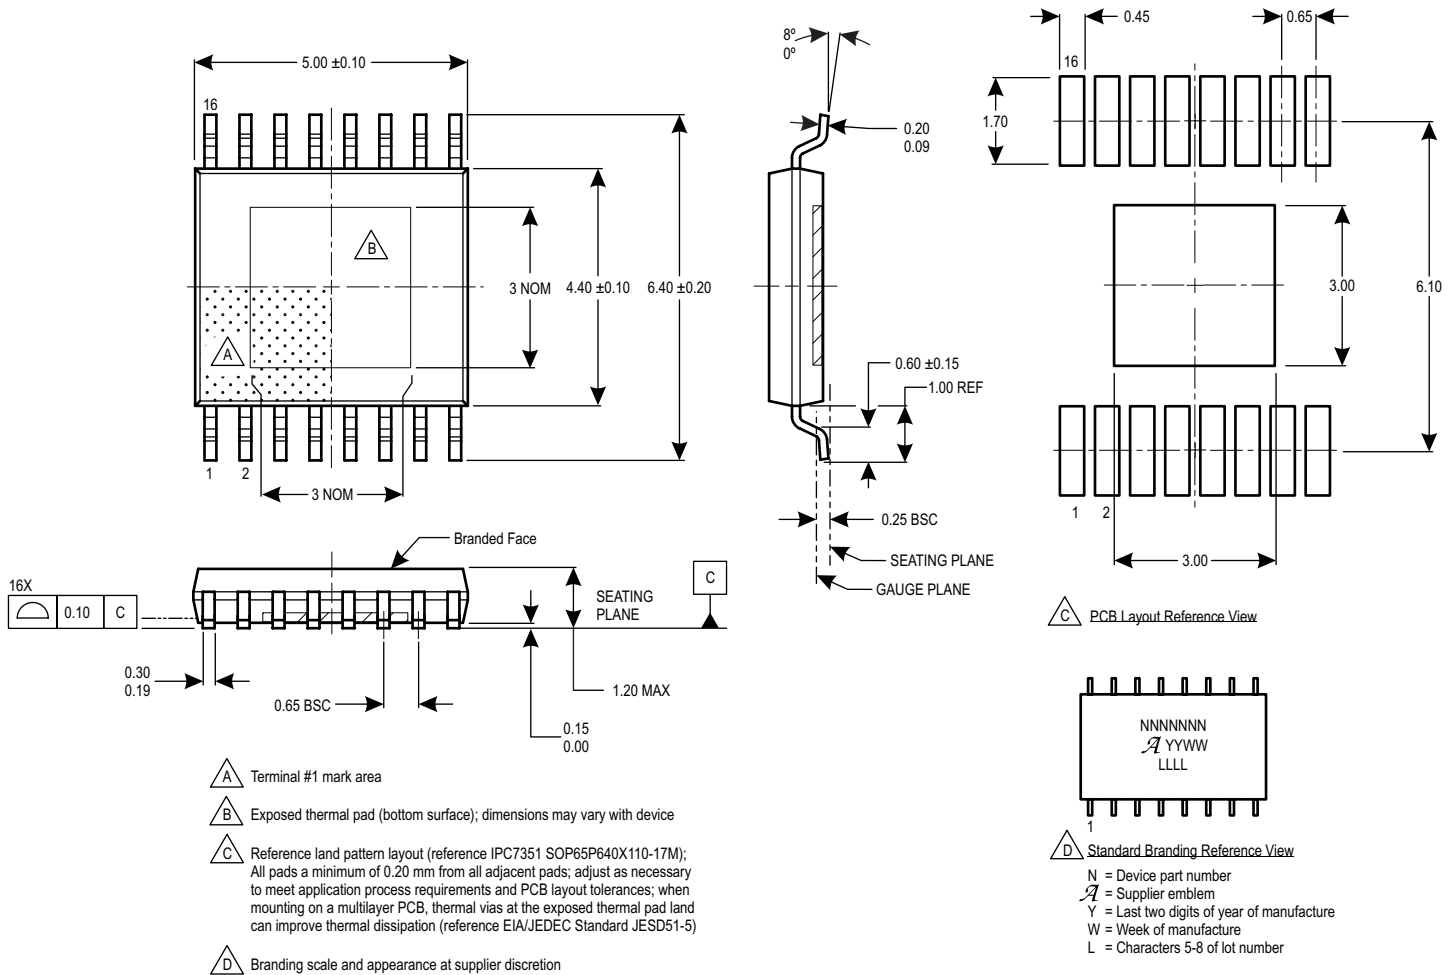 5.00 ±0.10
16
B
A
3 NOM
4.40 ±0.10
6.40 ±0.20
1
2
3 NOM
8º
0º
0.20
0.09
0.60 ±0.15
1.00 REF
0.25 BSC
SEATING PLANE
GAUGE PLANE
0.45
0.65
16
1.70
3.00
6.10
1
2
3.00
C PCB Layout Reference View
Branded Face
16X
0.10 C
C
SEATING
PLANE
0.30
0.19
0.65 BSC
1.20 MAX
0.15
0.00
A Terminal #1 mark area
B Exposed thermal pad (bottom surface); dimensions may vary with device
C Reference land pattern layout (reference IPC7351 SOP65P640X110-17M);
All pads a minimum of 0.20 mm from all adjacent pads; adjust as necessary
to meet application process requirements and PCB layout tolerances; when
mounting on a multilayer PCB, thermal vias at the exposed thermal pad land
can improve thermal dissipation (reference EIA/JEDEC Standard JESD51-5)
D Branding scale and appearance at supplier discretion
NNNNNNN
A YYWW
LLLL
1
D Standard Branding Reference View
N = Device part number
A = Supplier emblem
Y = Last two digits of year of manufacture
W = Week of manufacture
L = Characters 5-8 of lot number